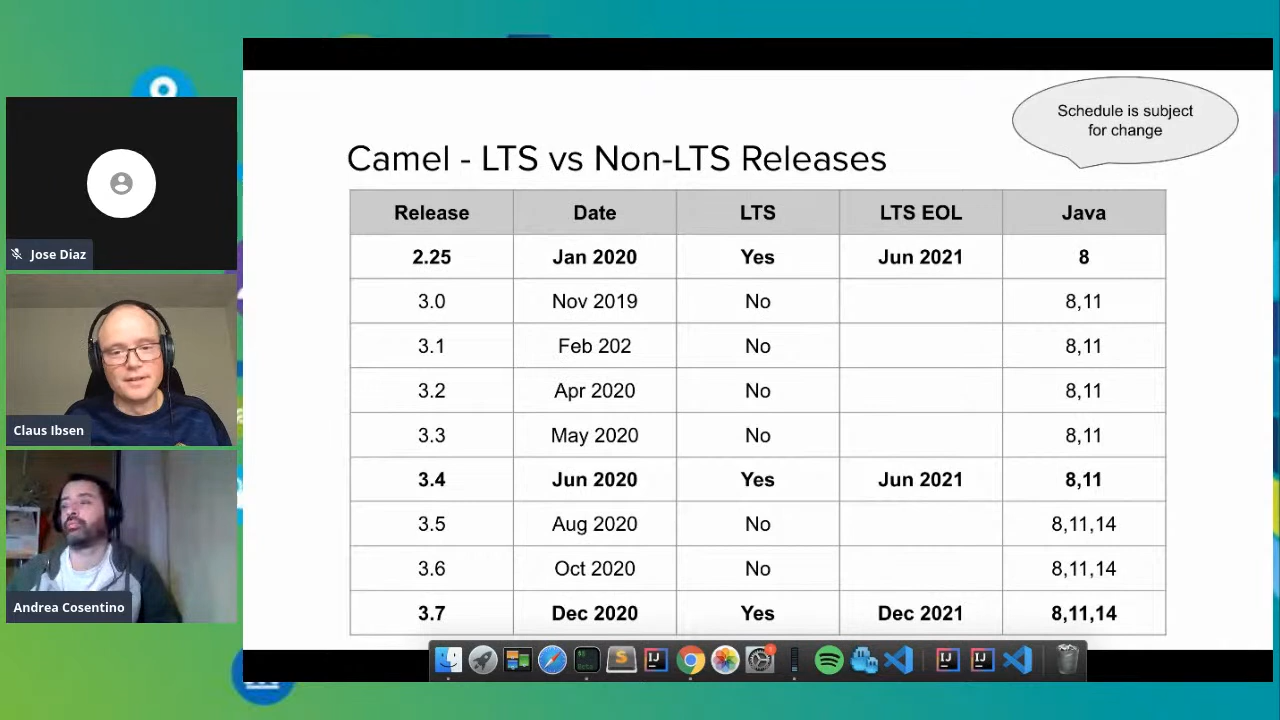 Schedule is subject
for change
Camel - LTS vs Non-LTS Releases
Release Date LTS LTS EOL Java
2.25 Jan 2020 Yes Jun 2021 8
3.0 Nov 2019 No 8,11
3.1 Feb 202 No 8,11
3.2 Apr 2020 No 8,11
3.3 May 2020 No 8,11
3.4 Jun 2020 Yes Jun 2021 8,11
3.5 Aug 2020 No 8,11,14
3.6 Oct 2020 No 8,11,14
3.7 Dec 2020 Yes Dec 2021 8,11,14
Jose Diaz
Claus Ibsen
Andrea Cosentino